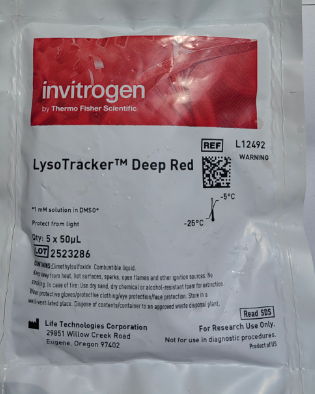 invitrogen
by Thermo Fisher Scientific
REF L12492
WARNING
LysoTracker™ Deep Red
-5°C
-25°C
*1 mM solution in DMSO*
Protect from light
Qty: 5 x 50µL
LOT 2523286
CONTAINS: Dimethylsulfoxide. Combustible liquid.
Keep away from heat, hot surfaces, sparks, open flames and other ignition sources. No
smoking. In case of fire: Use dry sand, dry chemical or alcohol-resistant foam for extinction.
Wear protective gloves/protective clothing/eye protection/face protection. Store in a
well-ventilated place. Dispose of contents/container to an approved waste disposal plant.
Read SDS
Life Technologies Corporation
29851 Willow Creek Road
Eugene, Oregon 97402
For Research Use Only.
Not for use in diagnostic procedures.
Product of US